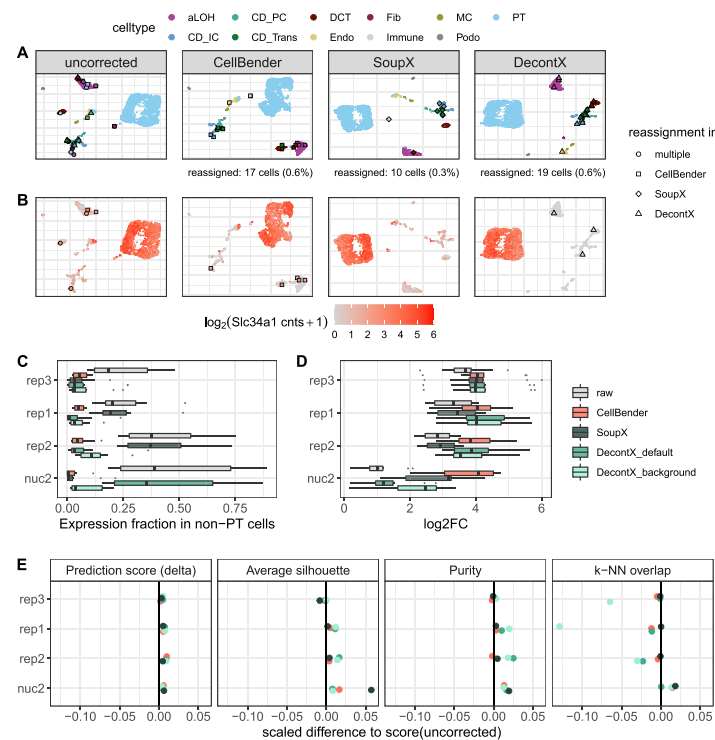 celltype
aLOH CD_PC DCT Fib MC PT
CD_IC CD_Trans Endo Immune Podo
A
uncorrected CellBender SoupX DecontX
reassigned: 17 cells (0.6%) reassigned: 10 cells (0.3%) reassigned: 19 cells (0.6%)
reassignment in
multiple
CellBender
SoupX
DecontX
B
log2(Slc34a1 cnts + 1)
0 1 2 3 4 5 6
C
rep3
rep1
rep2
nuc2
0.00 0.25 0.50 0.75
Expression fraction in non-PT cells
D
rep3
rep1
rep2
nuc2
0 2 4 6
log2FC
raw
CellBender
SoupX
DecontX_default
DecontX_background
E
Prediction score (delta) Average silhouette Purity k-NN overlap
rep3
rep1
rep2
nuc2
−0.10 −0.05 0.00 0.05 −0.10 −0.05 0.00 0.05 −0.10 −0.05 0.00 0.05 −0.10 −0.05 0.00 0.05
scaled difference to score(uncorrected)